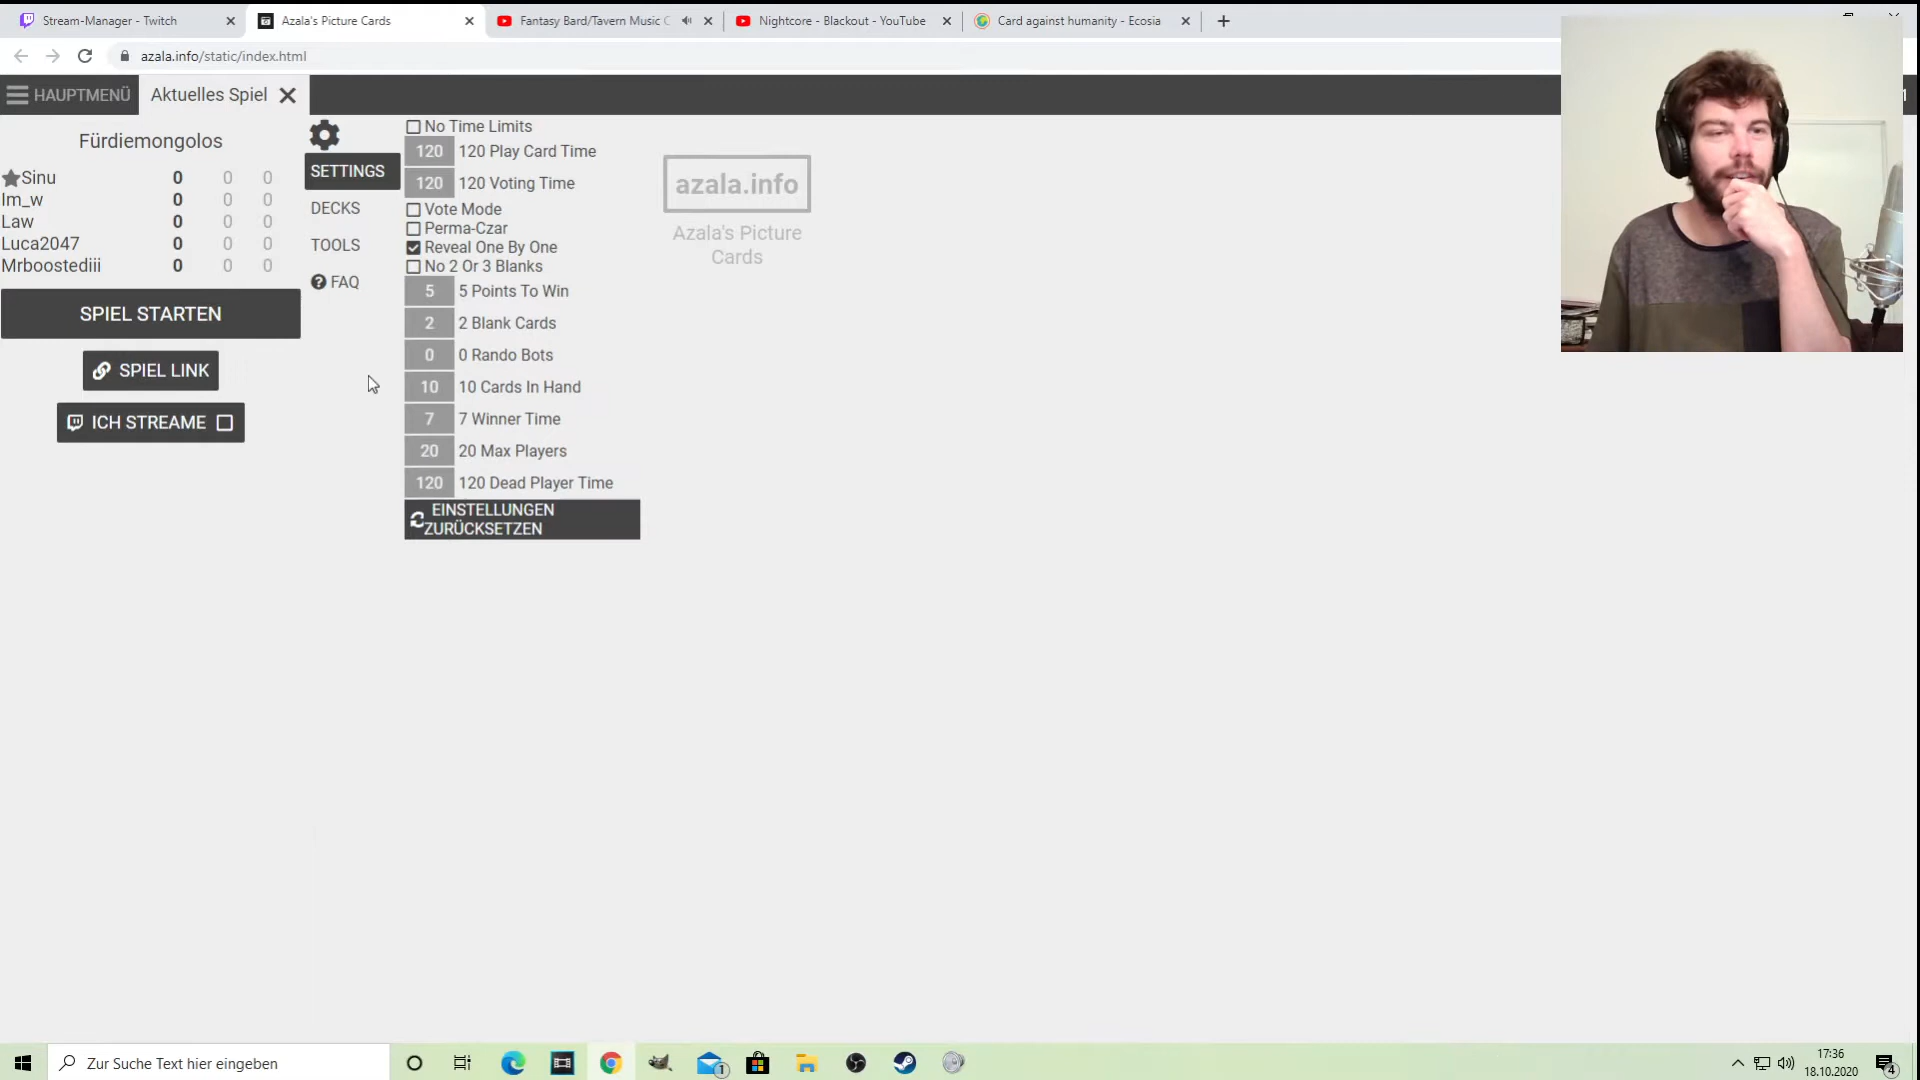 Stream-Manager - Twitch
Azala's Picture Cards
Fantasy Bard/Tavern Music C
Nightcore - Blackout - YouTube
Card against humanity - Ecosia
azala.info/static/index.html
HAUPTMENÜ
Aktuelles Spiel
Fürdiemongolos
Sinu 0 0 0
Im_w 0 0 0
Law 0 0 0
Luca2047 0 0 0
Mrboostediii 0 0 0
SPIEL STARTEN
SPIEL LINK
ICH STREAME
SETTINGS
DECKS
TOOLS
FAQ
No Time Limits
120 120 Play Card Time
120 120 Voting Time
Vote Mode
Perma-Czar
Reveal One By One
No 2 Or 3 Blanks
5 5 Points To Win
2 2 Blank Cards
0 0 Rando Bots
10 10 Cards In Hand
7 7 Winner Time
20 20 Max Players
120 120 Dead Player Time
EINSTELLUNGEN
ZURÜCKSETZEN
azala.info
Azala's Picture
Cards
Zur Suche Text hier eingeben
1
17:36
18.10.2020
4